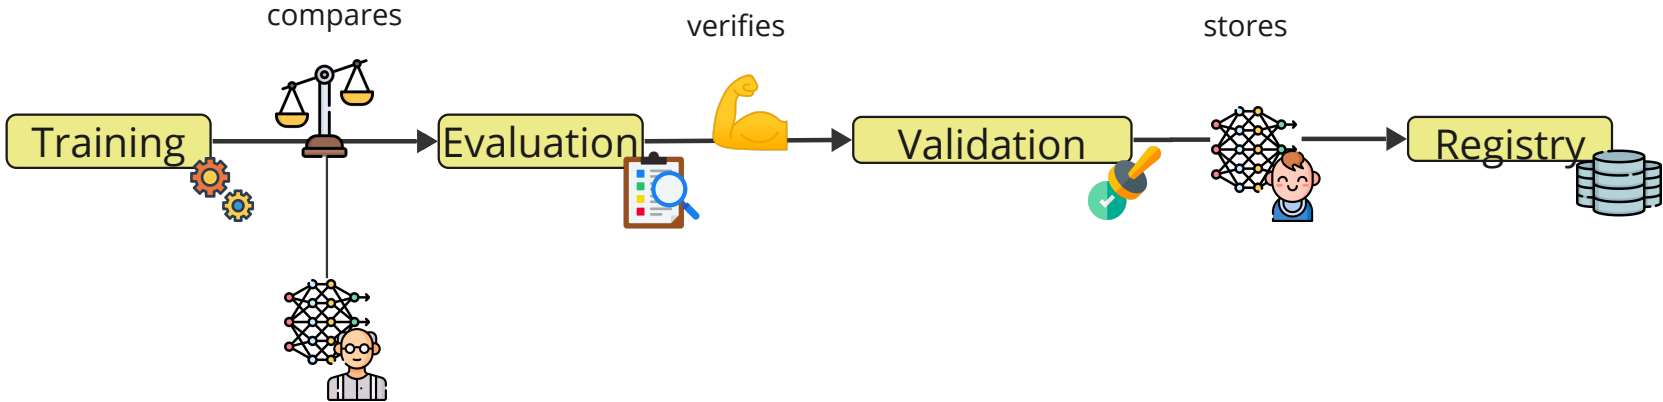 compares
verifies
stores
Training
Evaluation
Validation
Registry